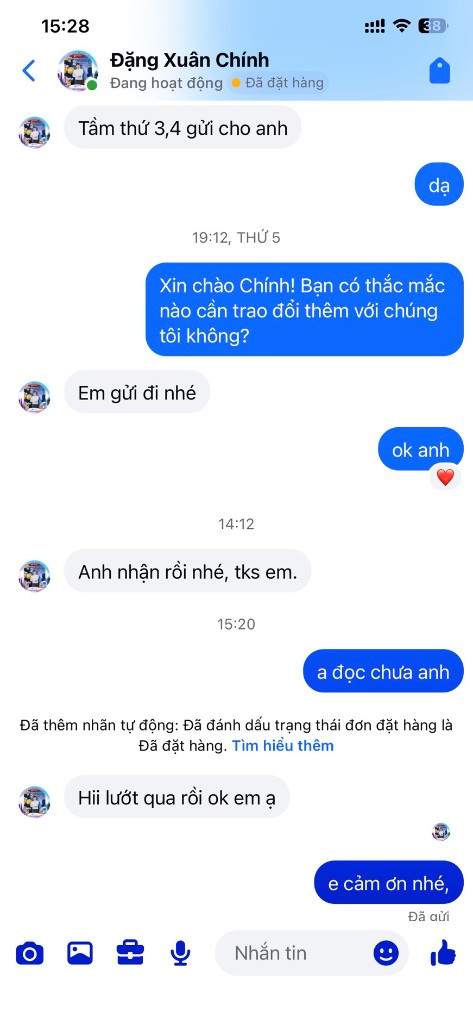 15:28
38
Đặng Xuân Chính
Đang hoạt động
Đã đặt hàng
Tầm thứ 3,4 gửi cho anh
dạ
19:12, THỨ 5
Xin chào Chính! Bạn có thắc mắc
nào cần trao đổi thêm với chúng
tôi không?
Em gửi đi nhé
ok anh
14:12
Anh nhận rồi nhé, tks em.
15:20
a đọc chưa anh
Đã thêm nhãn tự động: Đã đánh dấu trạng thái đơn đặt hàng là
Đã đặt hàng. Tìm hiểu thêm
Hii lướt qua rồi ok em ạ
e cảm ơn nhé,
Đã gửi
Nhắn tin